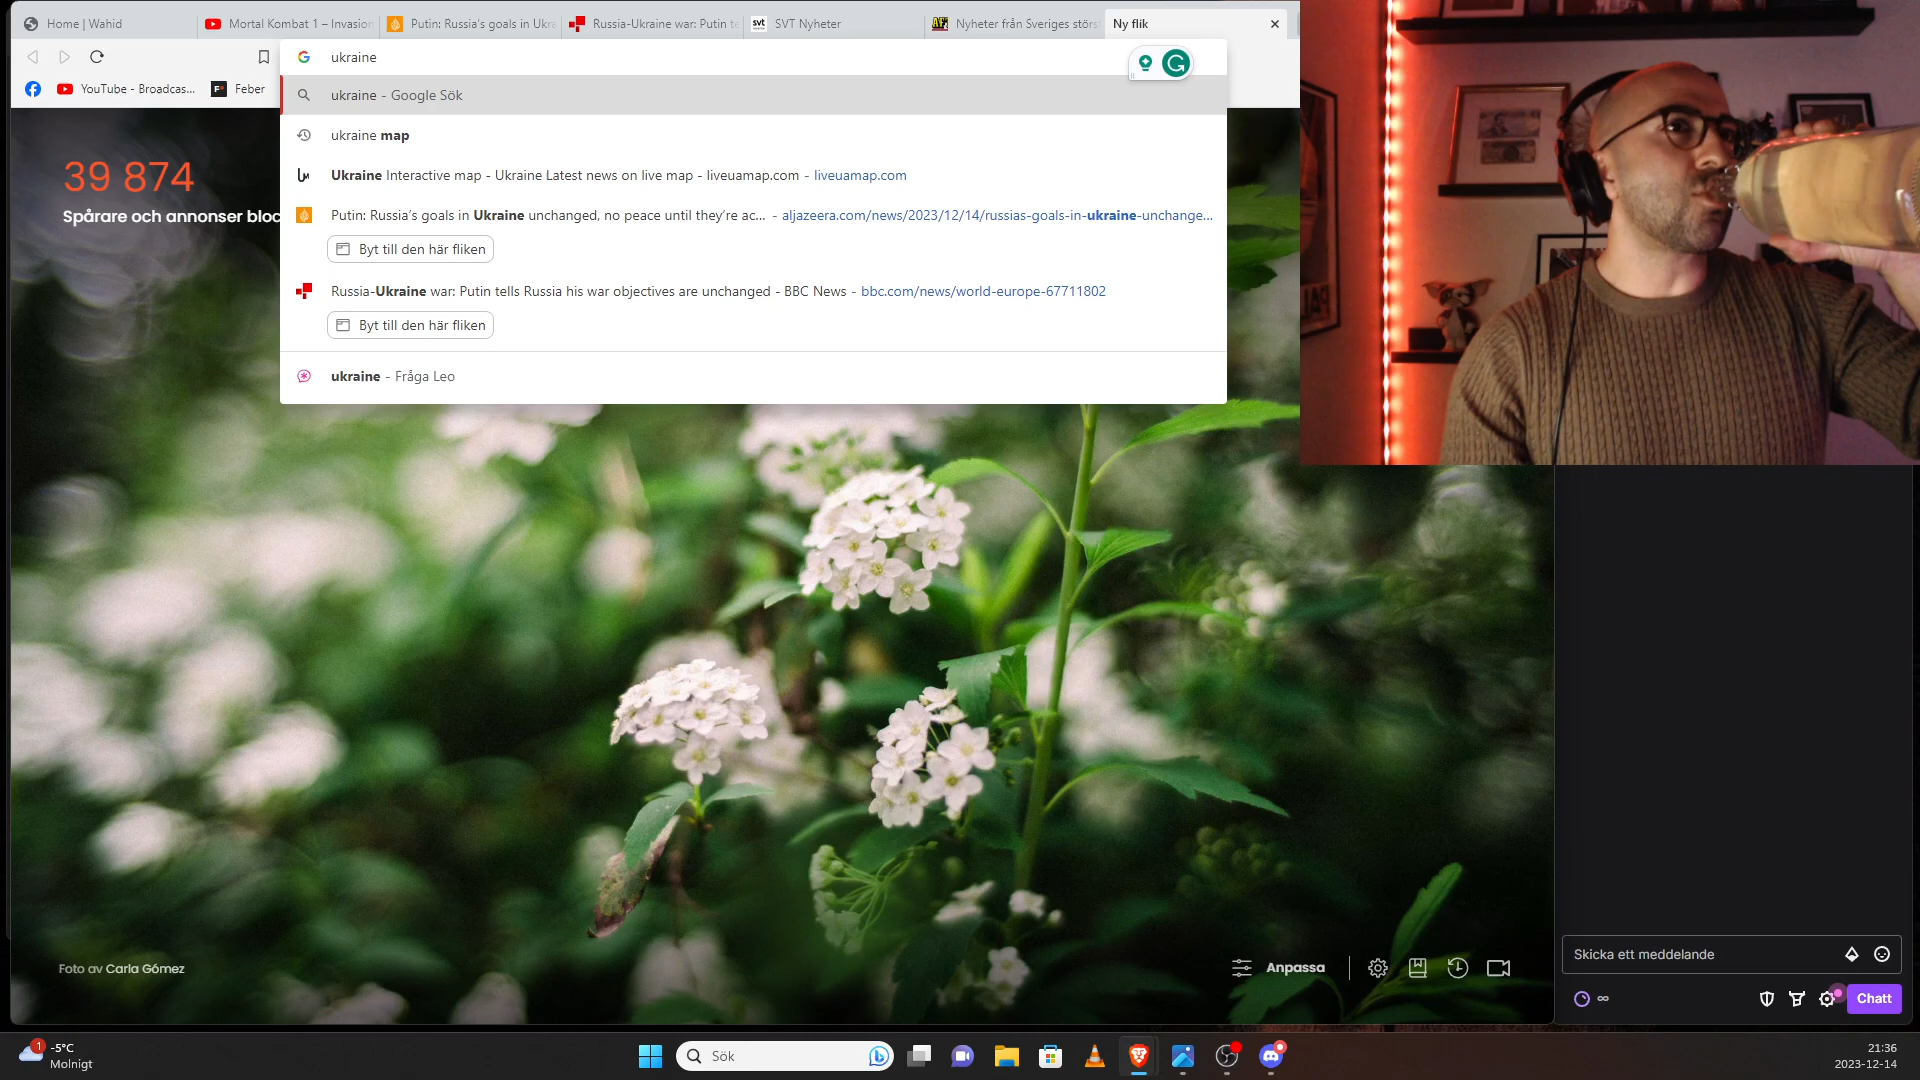 Home | Wahid
Mortal Kombat 1 – Invasion
Putin: Russia's goals in Ukra
Russia-Ukraine war: Putin te
SVT Nyheter
Nyheter från Sveriges störs
Ny flik
ukraine
YouTube - Broadcas...
Feber
ukraine - Google Sök
ukraine map
Ukraine Interactive map - Ukraine Latest news on live map - liveuamap.com - liveuamap.com
Putin: Russia's goals in Ukraine unchanged, no peace until they're ac... - aljazeera.com/news/2023/12/14/russias-goals-in-ukraine-unchange...
Byt till den här fliken
Russia-Ukraine war: Putin tells Russia his war objectives are unchanged - BBC News - bbc.com/news/world-europe-67711802
Byt till den här fliken
ukraine - Fråga Leo
39 874
Spårare och annonser bloc
Foto av Carla Gómez
Anpassa
Skicka ett meddelande
Chatt
1
-5°C
Molnigt
Sök
21:36
2023-12-14